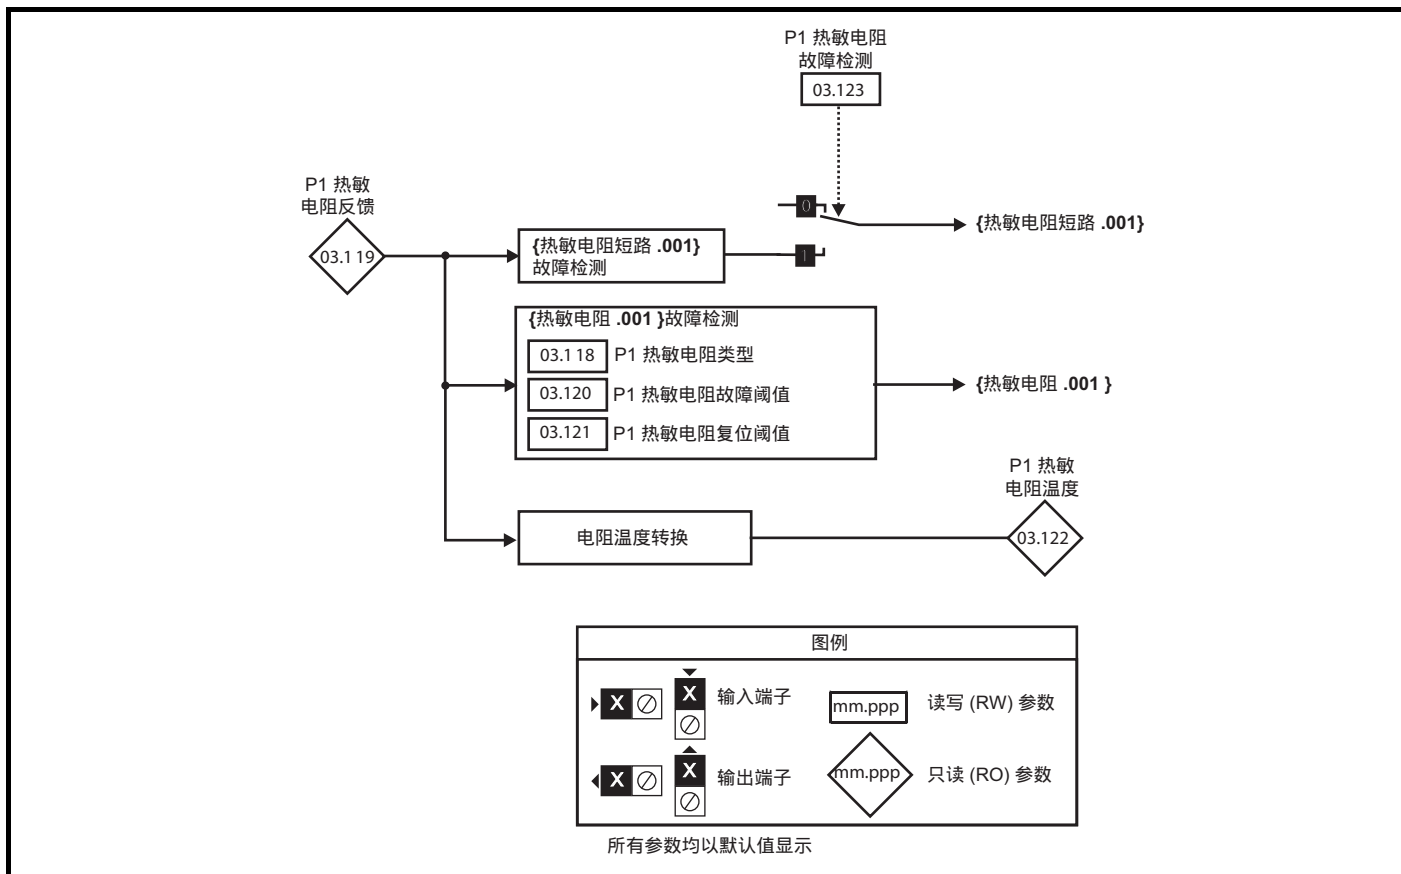 P1 热敏电阻
故障检测
03.123
P1 热敏
电阻反馈
03.1 19
0
{热敏电阻短路 .001}
{热敏电阻短路 .001}
故障检测
1
{热敏电阻 .001 }故障检测
03.1 18 P1 热敏电阻类型
03.120 P1 热敏电阻故障阈值
03.121 P1 热敏电阻复位阈值
{热敏电阻 .001 }
P1 热敏
电阻温度
电阻温度转换
03.122
图例
X X 输入端子 mm.ppp 读写 (RW) 参数
X X 输出端子 mm.ppp 只读 (RO) 参数
所有参数均以默认值显示